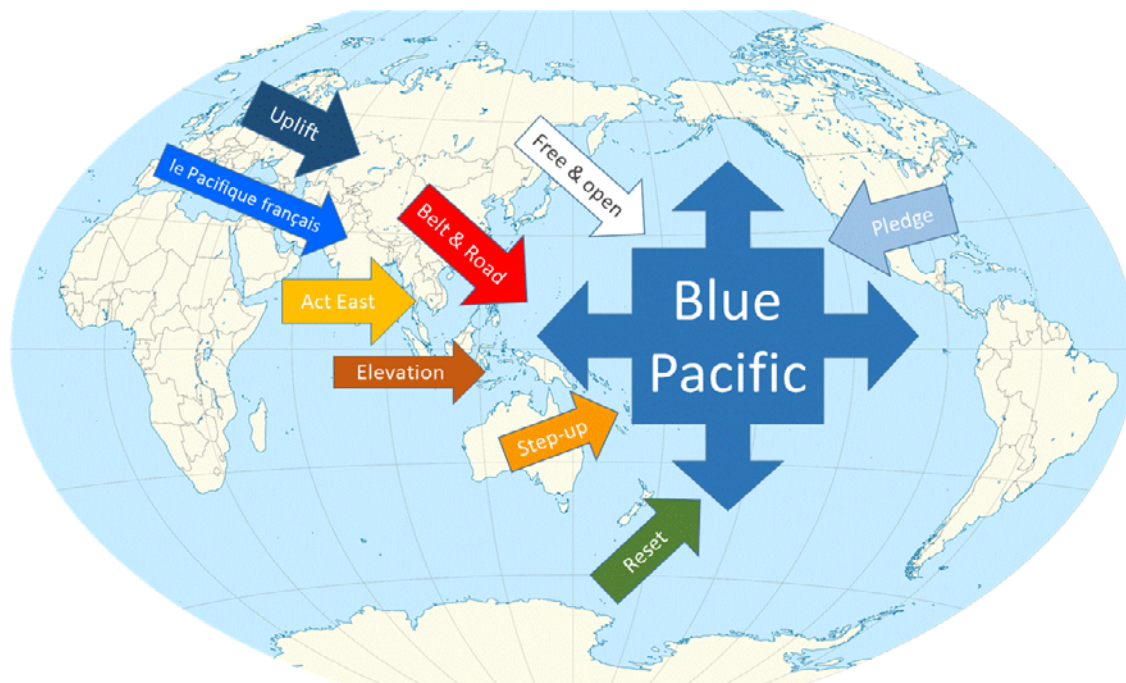 Uplift
le Pacifique français
Free & open
Belt & Road
Pledge
Act East
Blue
Pacific
Elevation
Step-up
Reset